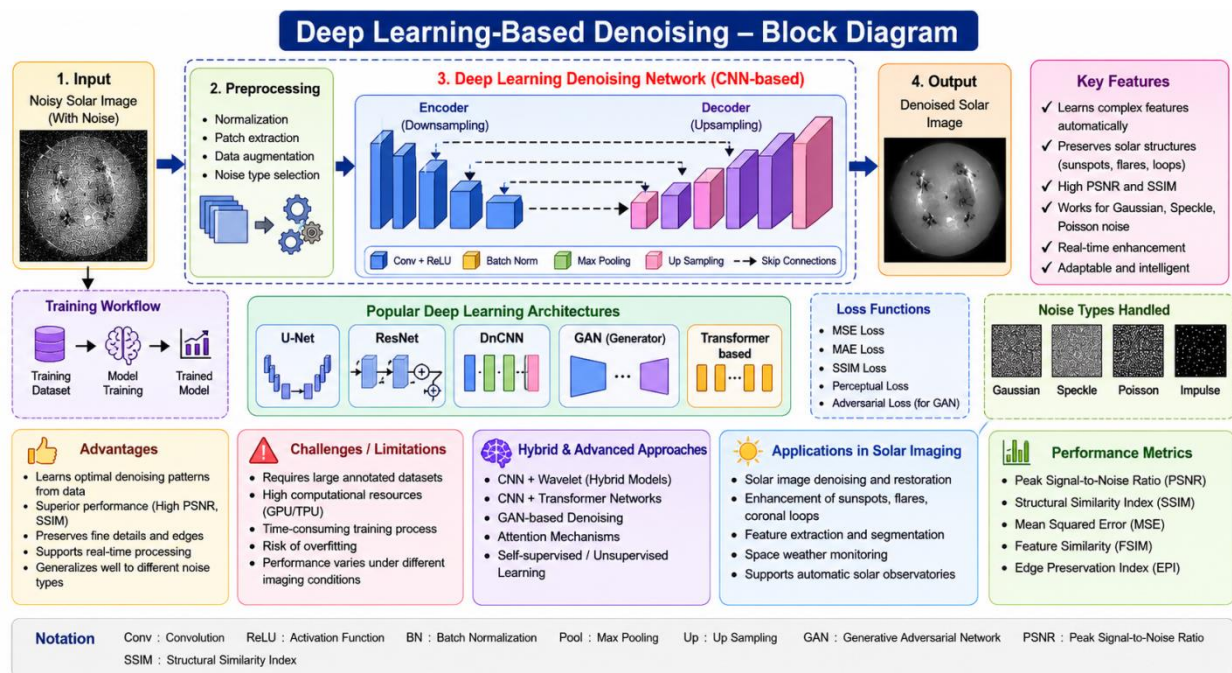 Deep Learning-Based Denoising – Block Diagram
1. Input
Noisy Solar Image
(With Noise)
2. Preprocessing
• Normalization
• Patch extraction
• Data augmentation
• Noise type selection
3. Deep Learning Denoising Network (CNN-based)
Encoder
(Downsampling)
Decoder
(Upsampling)
Conv + ReLU
Batch Norm
Max Pooling
Up Sampling
Skip Connections
4. Output
Denoised Solar
Image
Key Features
✓ Learns complex features
automatically
✓ Preserves solar structures
(sunspots, flares, loops)
✓ High PSNR and SSIM
✓ Works for Gaussian, Speckle,
Poisson noise
✓ Real-time enhancement
✓ Adaptable and intelligent
Training Workflow
Training
Dataset
Model
Training
Trained
Model
Popular Deep Learning Architectures
U-Net
ResNet
DnCNN
GAN (Generator)
Transformer
based
Loss Functions
• MSE Loss
• MAE Loss
• SSIM Loss
• Perceptual Loss
• Adversarial Loss (for GAN)
Noise Types Handled
Gaussian
Speckle
Poisson
Impulse
Advantages
• Learns optimal denoising patterns
from data
• Superior performance (High PSNR,
SSIM)
• Preserves fine details and edges
• Supports real-time processing
• Generalizes well to different noise
types
Challenges / Limitations
• Requires large annotated datasets
• High computational resources
(GPU/TPU)
• Time-consuming training process
• Risk of overfitting
• Performance varies under different
imaging conditions
Hybrid & Advanced Approaches
• CNN + Wavelet (Hybrid Models)
• CNN + Transformer Networks
• GAN-based Denoising
• Attention Mechanisms
• Self-supervised / Unsupervised
Learning
Applications in Solar Imaging
• Solar image denoising and restoration
• Enhancement of sunspots, flares,
coronal loops
• Feature extraction and segmentation
• Space weather monitoring
• Supports automatic solar observatories
Performance Metrics
• Peak Signal-to-Noise Ratio (PSNR)
• Structural Similarity Index (SSIM)
• Mean Squared Error (MSE)
• Feature Similarity (FSIM)
• Edge Preservation Index (EPI)
Notation
Conv : Convolution ReLU : Activation Function BN : Batch Normalization Pool : Max Pooling Up : Up Sampling GAN : Generative Adversarial Network PSNR : Peak Signal-to-Noise Ratio
SSIM : Structural Similarity Index